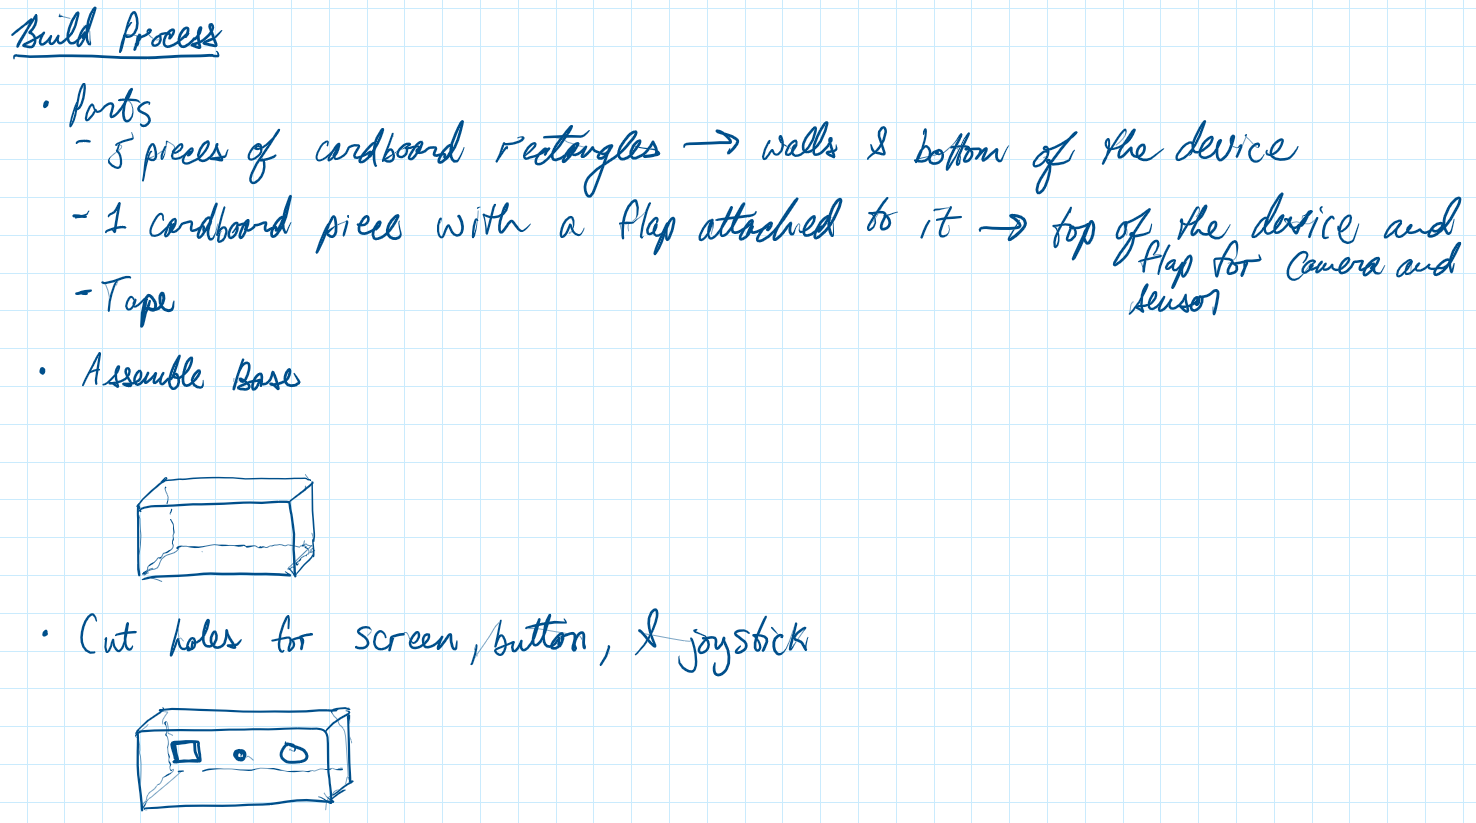 Build Process
• Parts
- 5 pieces of cardboard rectangles → walls & bottom of the device
- 1 cardboard piece with a flap attached to it → top of the device and
flap for camera and
sensor
- Tape
• Assemble Base
• Cut holes for screen, button, & joystick